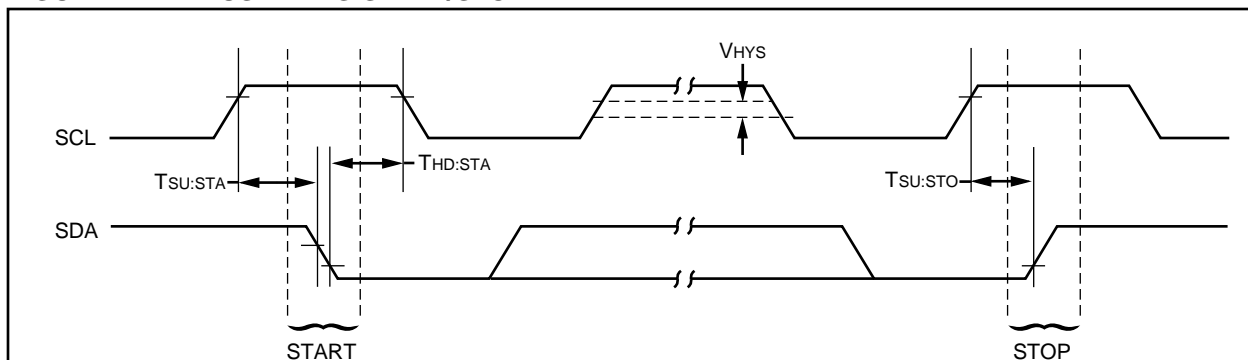 VHYS
SCL
THD:STA
TSU:STA
TSU:STO
SDA
START
STOP